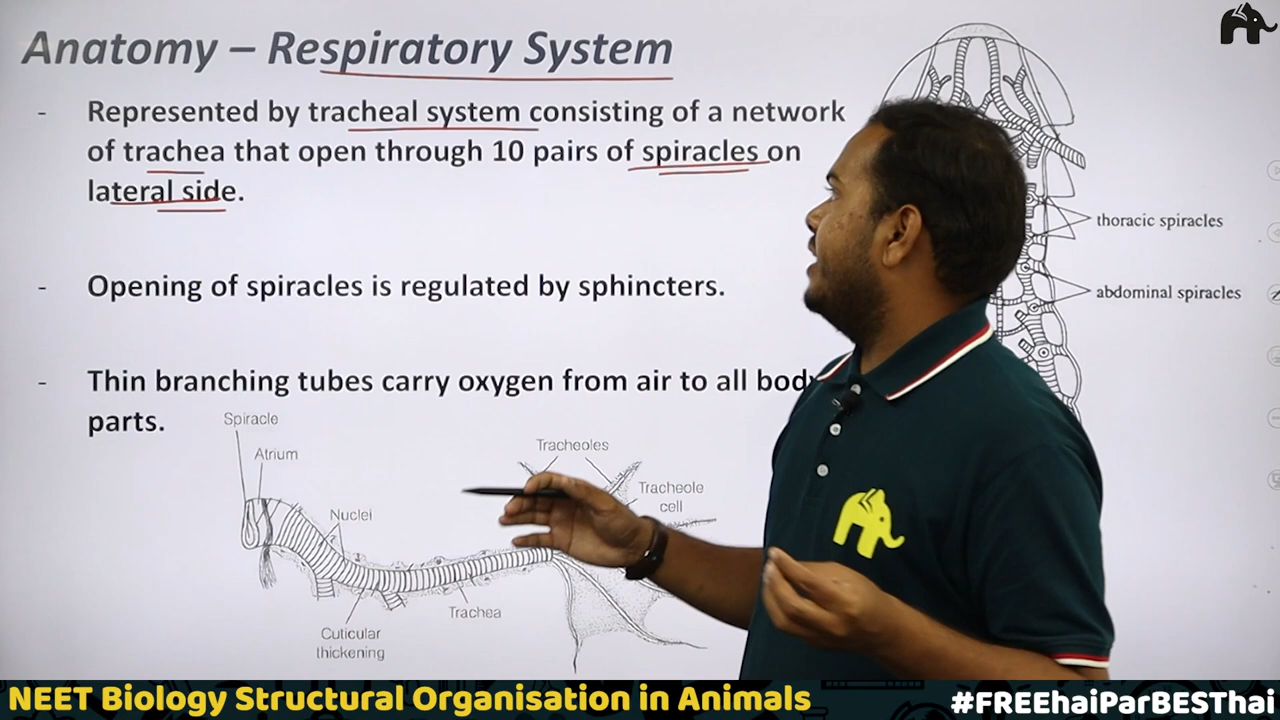 Anatomy – Respiratory System
- Represented by tracheal system consisting of a network
of trachea that open through 10 pairs of spiracles on
lateral side.
- Opening of spiracles is regulated by sphincters.
- Thin branching tubes carry oxygen from air to all body
parts.
thoracic spiracles
abdominal spiracles
Spiracle
Atrium
Nuclei
Cuticular
thickening
Trachea
Tracheoles
Tracheole
cell
NEET Biology Structural Organisation in Animals
#FREEhaiParBESThai